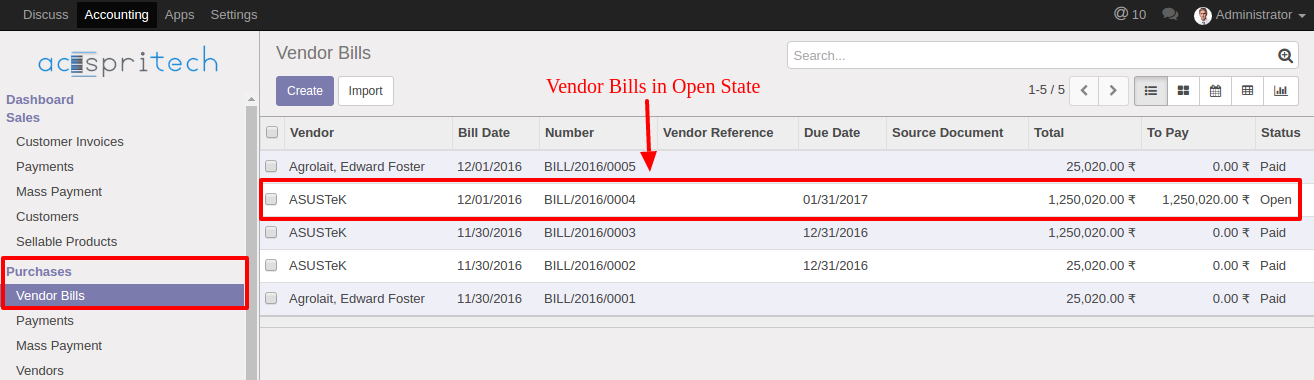 Discuss Accounting Apps Settings @ 10 Administrator
acespritech
Vendor Bills
Search...
Create Import
Vendor Bills in Open State
1-5 / 5
Dashboard
Sales
Customer Invoices
Payments
Mass Payment
Customers
Sellable Products
Purchases
Vendor Bills
Payments
Mass Payment
Vendors
Vendor Bill Date Number Vendor Reference Due Date Source Document Total To Pay Status
Agrolait, Edward Foster 12/01/2016 BILL/2016/0005 25,020.00 ₹ 0.00 ₹ Paid
ASUSTeK 12/01/2016 BILL/2016/0004 01/31/2017 1,250,020.00 ₹ 1,250,020.00 ₹ Open
ASUSTeK 11/30/2016 BILL/2016/0003 12/31/2016 1,250,020.00 ₹ 0.00 ₹ Paid
ASUSTeK 11/30/2016 BILL/2016/0002 12/31/2016 25,020.00 ₹ 0.00 ₹ Paid
Agrolait, Edward Foster 11/30/2016 BILL/2016/0001 25,020.00 ₹ 0.00 ₹ Paid